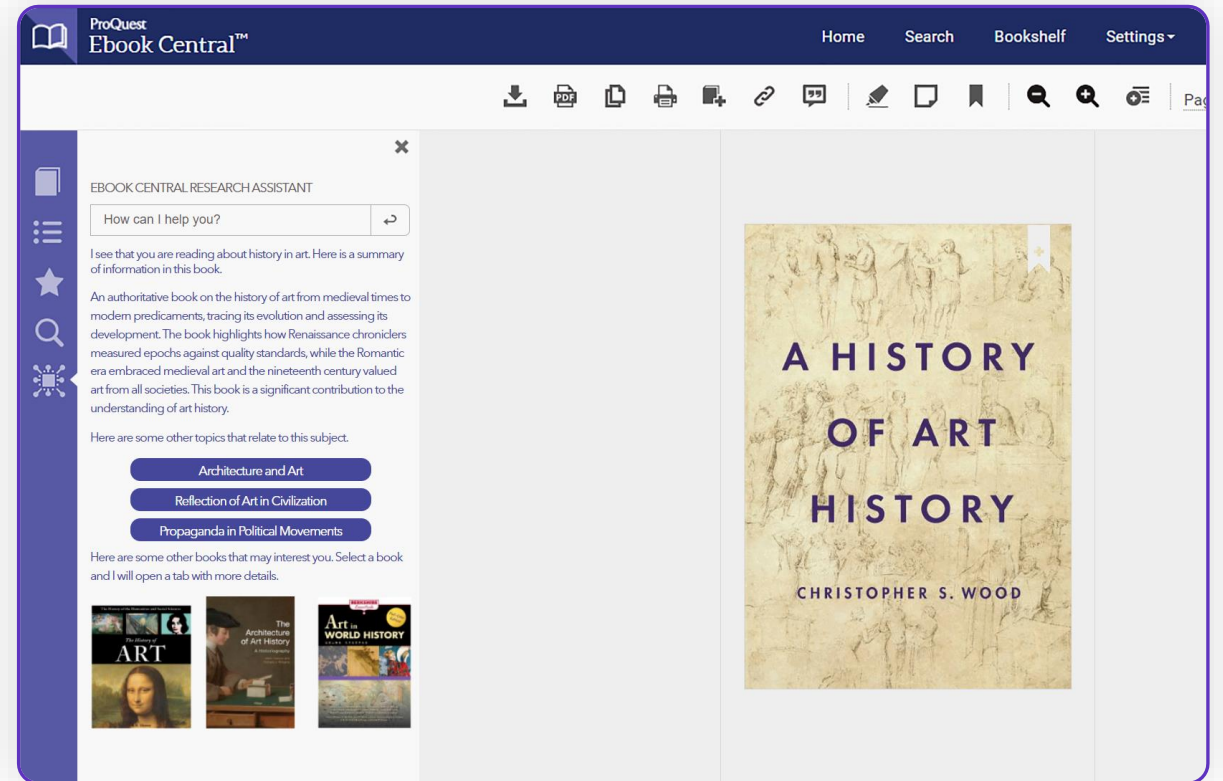 ProQuest
Ebook Central™
Home Search Bookshelf Settings
PDF
EBOOK CENTRAL RESEARCH ASSISTANT
How can I help you?
I see that you are reading about history in art. Here is a summary
of information in this book.
An authoritative book on the history of art from medieval times to
modern predicaments, tracing its evolution and assessing its
development. The book highlights how Renaissance chroniclers
measured epochs against quality standards, while the Romantic
era embraced medieval art and the nineteenth century valued
art from all societies. This book is a significant contribution to the
understanding of art history.
Here are some other topics that relate to this subject.
Architecture and Art
Reflection of Art in Civilization
Propaganda in Political Movements
Here are some other books that may interest you. Select a book
and I will open a tab with more details.
The History of
ART
The
Architecture
of Art History
A Historiography
Art in
WORLD HISTORY
A HISTORY
OF ART
HISTORY
CHRISTOPHER S. WOOD